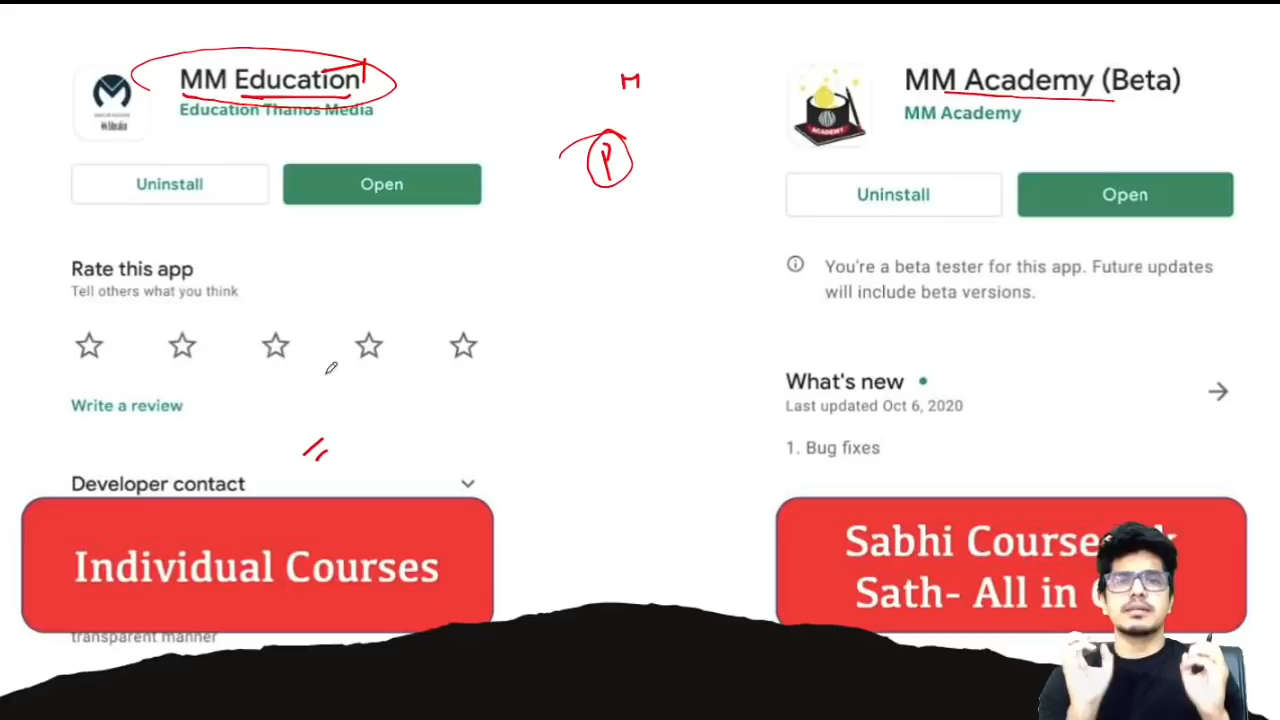 MM Education
Education Thanos Media
Uninstall
Open
Rate this app
Tell others what you think
Write a review
Developer contact
Individual Courses
transparent manner
M
P
MM Academy (Beta)
ACADEMY
MM Academy
Uninstall
Open
You're a beta tester for this app. Future updates
will include beta versions.
What's new
Last updated Oct 6, 2020
1. Bug fixes
Sabhi Course
Sath- All in